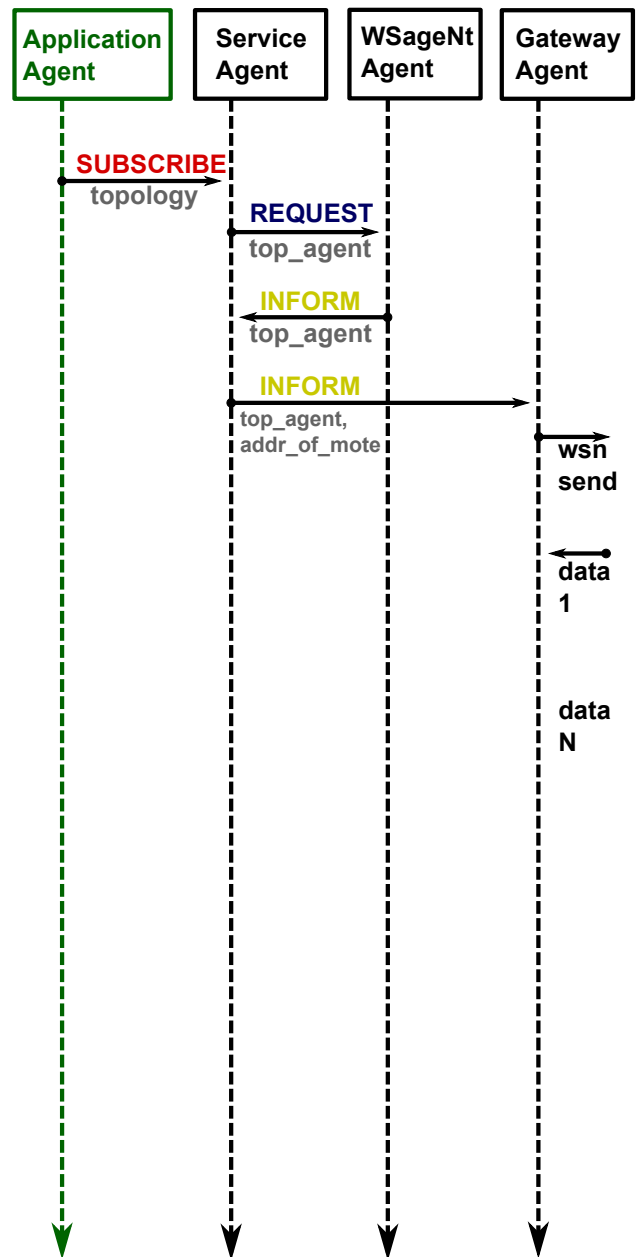 Application
Agent
Service
Agent
WSageNt
Agent
Gateway
Agent
SUBSCRIBE
topology
REQUEST
top_agent
INFORM
top_agent
INFORM
top_agent,
addr_of_mote
wsn
send
data
1
data
N